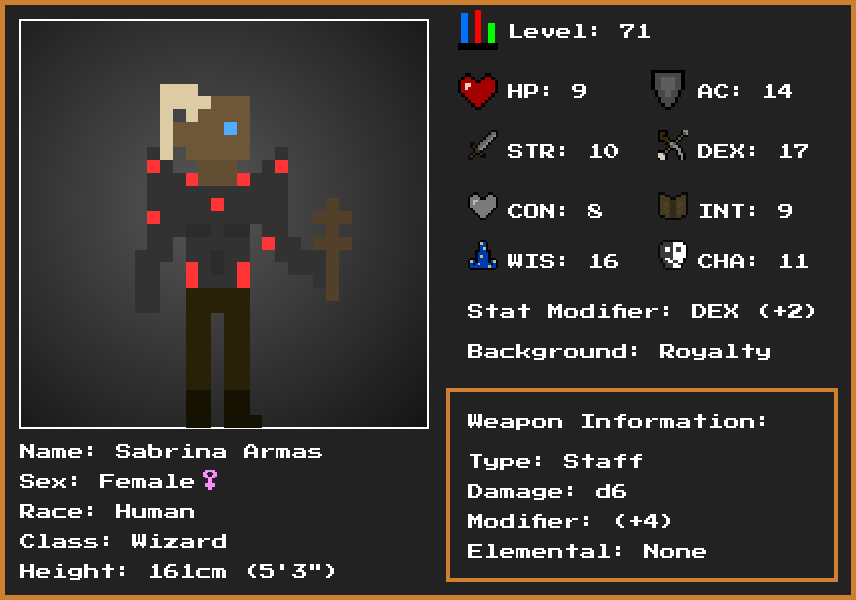 Level: 71
HP: 9
AC: 14
STR: 10
DEX: 17
CON: 8
INT: 9
WIS: 16
CHA: 11
Stat Modifier: DEX (+2)
Background: Royalty
Weapon Information:
Type: Staff
Damage: d6
Modifier: (+4)
Elemental: None
Name: Sabrina Armas
Sex: Female♀
Race: Human
Class: Wizard
Height: 161cm (5'3")